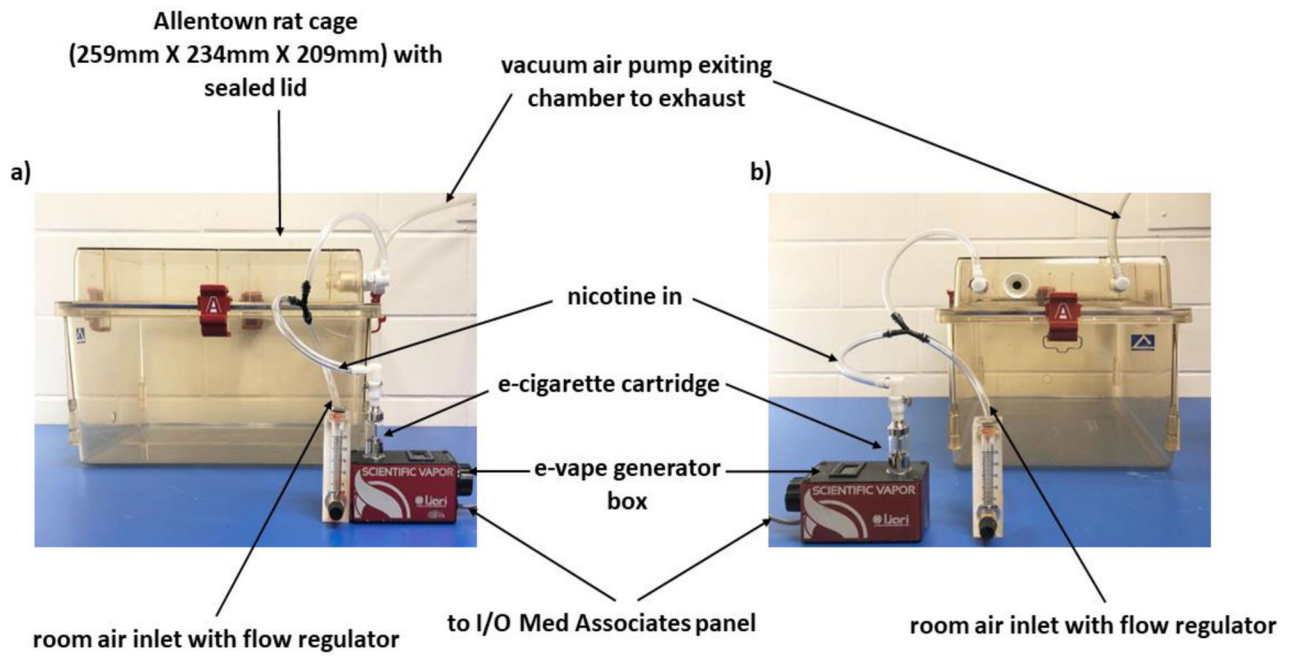 Allentown rat cage
(259mm X 234mm X 209mm) with
sealed lid
vacuum air pump exiting
chamber to exhaust
a)
b)
nicotine in
e-cigarette cartridge
e-vape generator
box
SCIENTIFIC VAPOR
ljari
SCIENTIFIC VAPOR
ljari
A
A
room air inlet with flow regulator
to I/O Med Associates panel
room air inlet with flow regulator